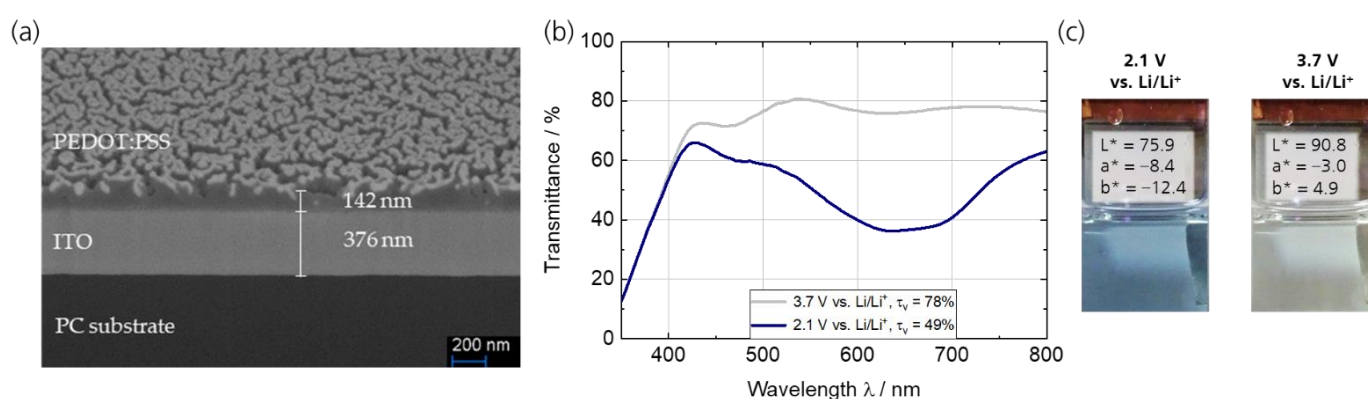 (a)
PEDOT:PSS
142 nm
ITO
376 nm
PC substrate
200 nm
(b)
100
80
60
40
20
0
Transmittance / %
3.7 V vs. Li/Li⁺, τᵥ = 78%
2.1 V vs. Li/Li⁺, τᵥ = 49%
400
500
600
700
800
Wavelength λ / nm
(c)
2.1 V
vs. Li/Li⁺
L* = 75.9
a* = −8.4
b* = −12.4
3.7 V
vs. Li/Li⁺
L* = 90.8
a* = −3.0
b* = 4.9